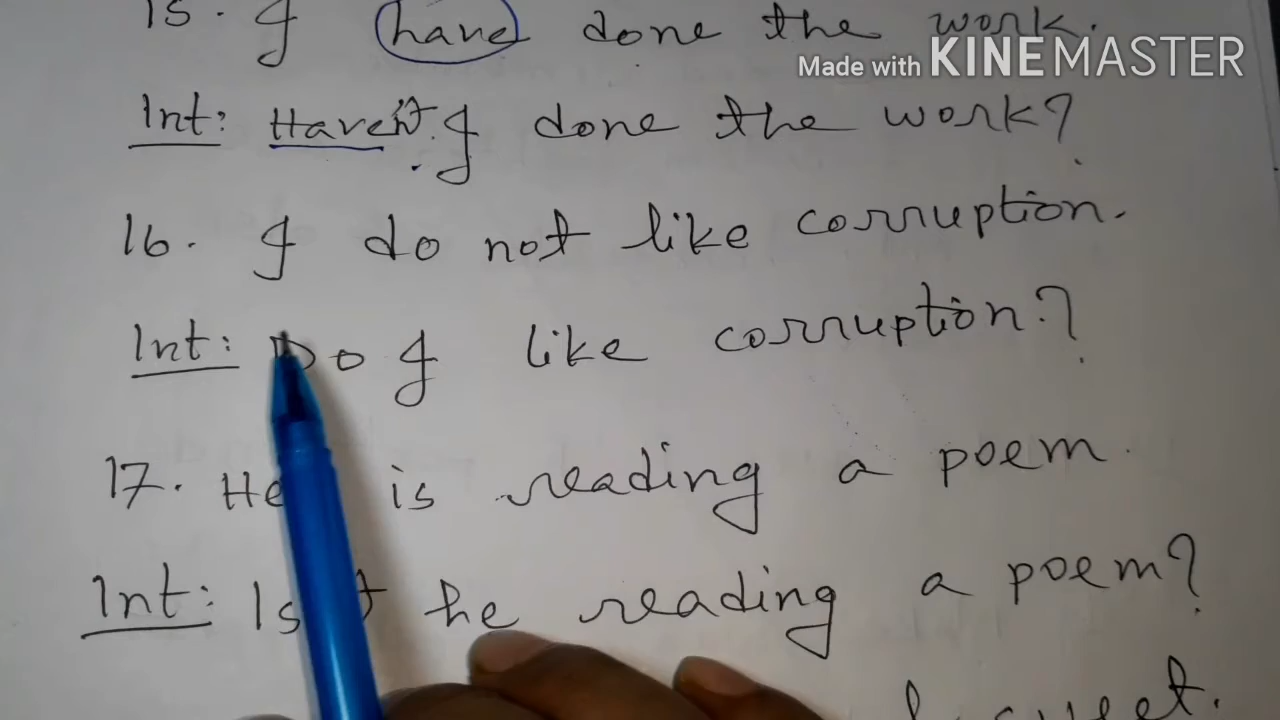 15. I have done the work.
Made with KINEMASTER
Int: Haven't I done the work?
16. I do not like corruption.
Int: Do I like corruption?
17. He is reading a poem.
Int: he reading a poem?